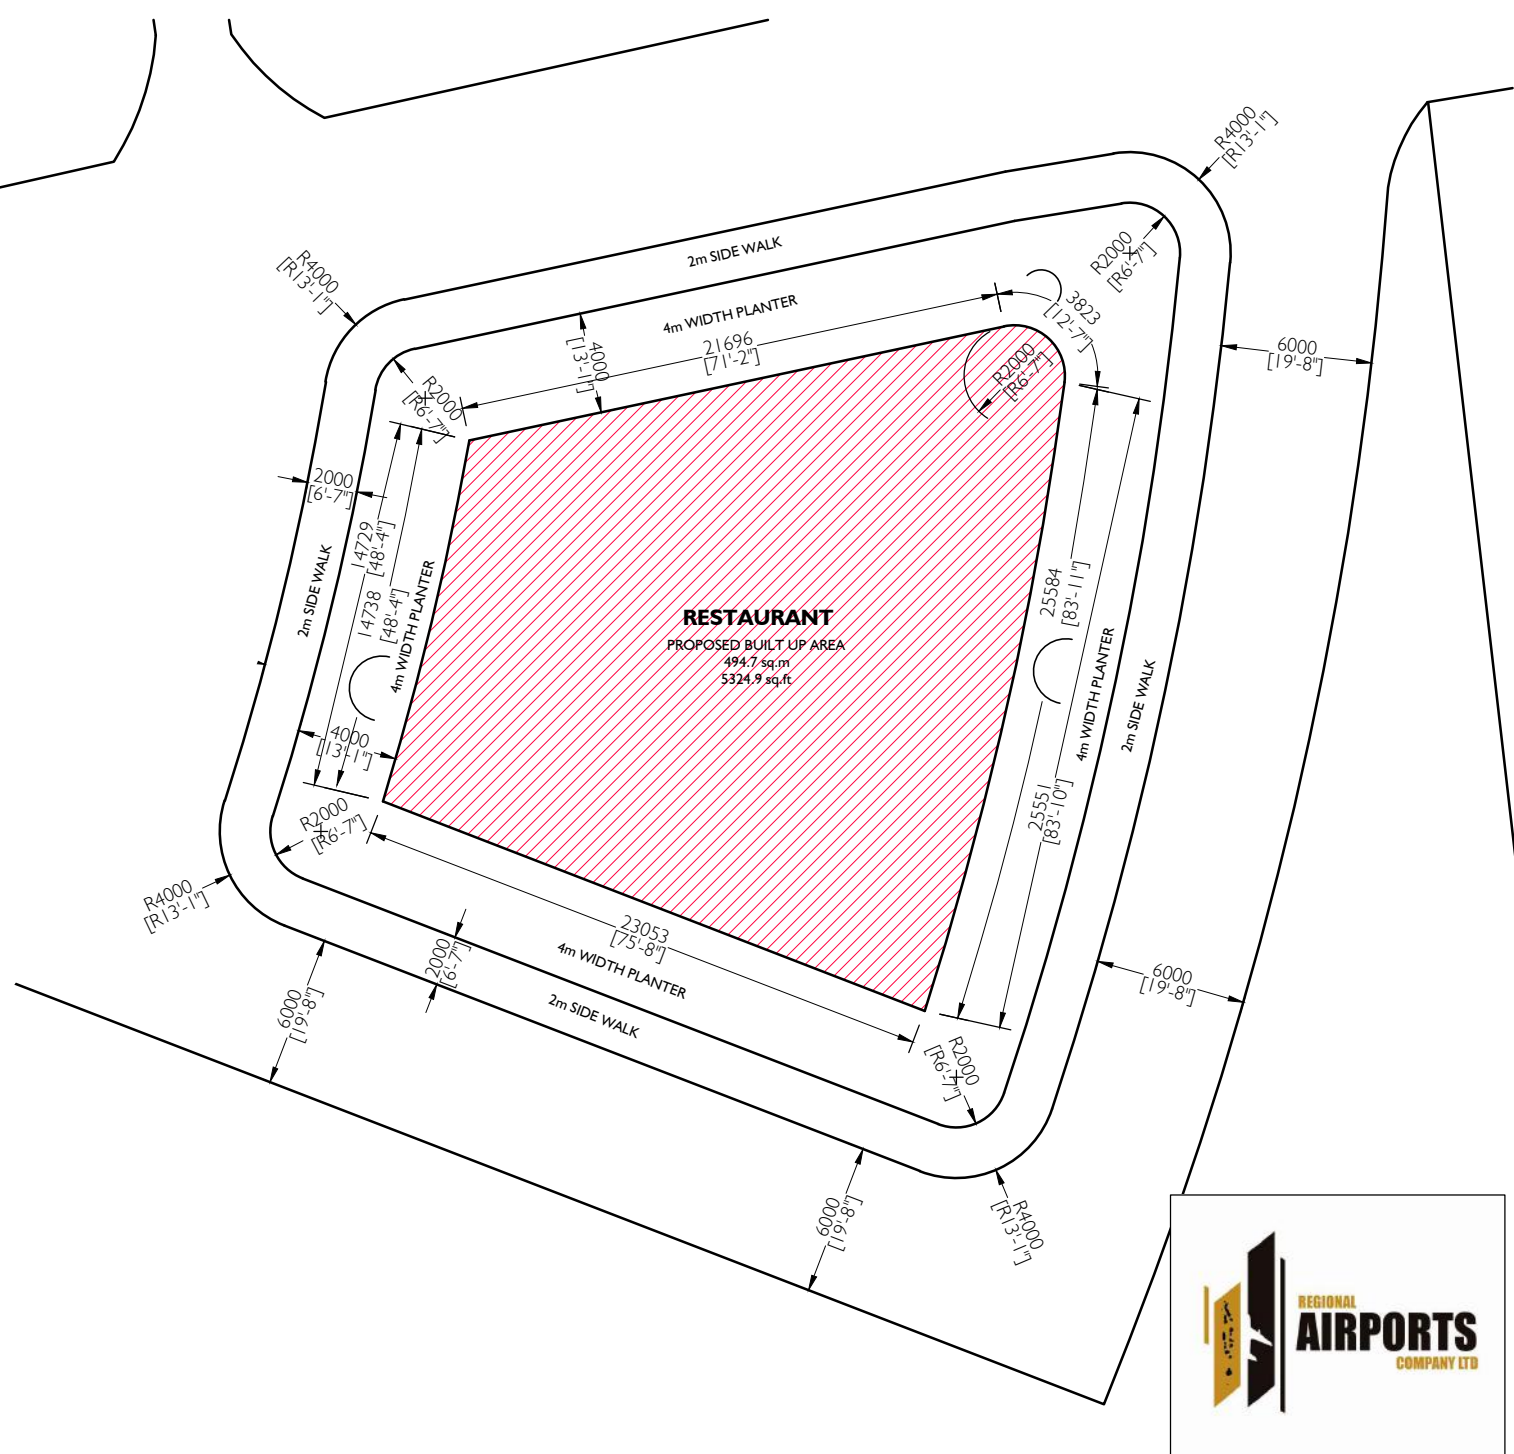 R4000
[R13'-1"]
R4000
[R13'-1"]
2m SIDE WALK
R2000
[R6'-7"]
4m WIDTH PLANTER
21696
[71'-2"]
3823
[12'-7"]
4000
[13'-1"]
R2000
[R6'-7"]
R2000
[R6'-7"]
6000
[19'-8"]
2000
[6'-7"]
14729
[48'-4"]
14738
[48'-4"]
2m SIDE WALK
4m WIDTH PLANTER
RESTAURANT
PROPOSED BUILT UP AREA
494.7 sq.m
5324.9 sq.ft
25584
[83'-11"]
4m WIDTH PLANTER
2m SIDE WALK
4000
[13'-1"]
R2000
[R6'-7"]
25551
[83'-10"]
R4000
[R13'-1"]
23053
[75'-8"]
2000
[6'-7"]
4m WIDTH PLANTER
2m SIDE WALK
6000
[19'-8"]
6000
[19'-8"]
R2000
[R6'-7"]
6000
[19'-8"]
R4000
[R13'-1"]
REGIONAL
AIRPORTS
COMPANY LTD